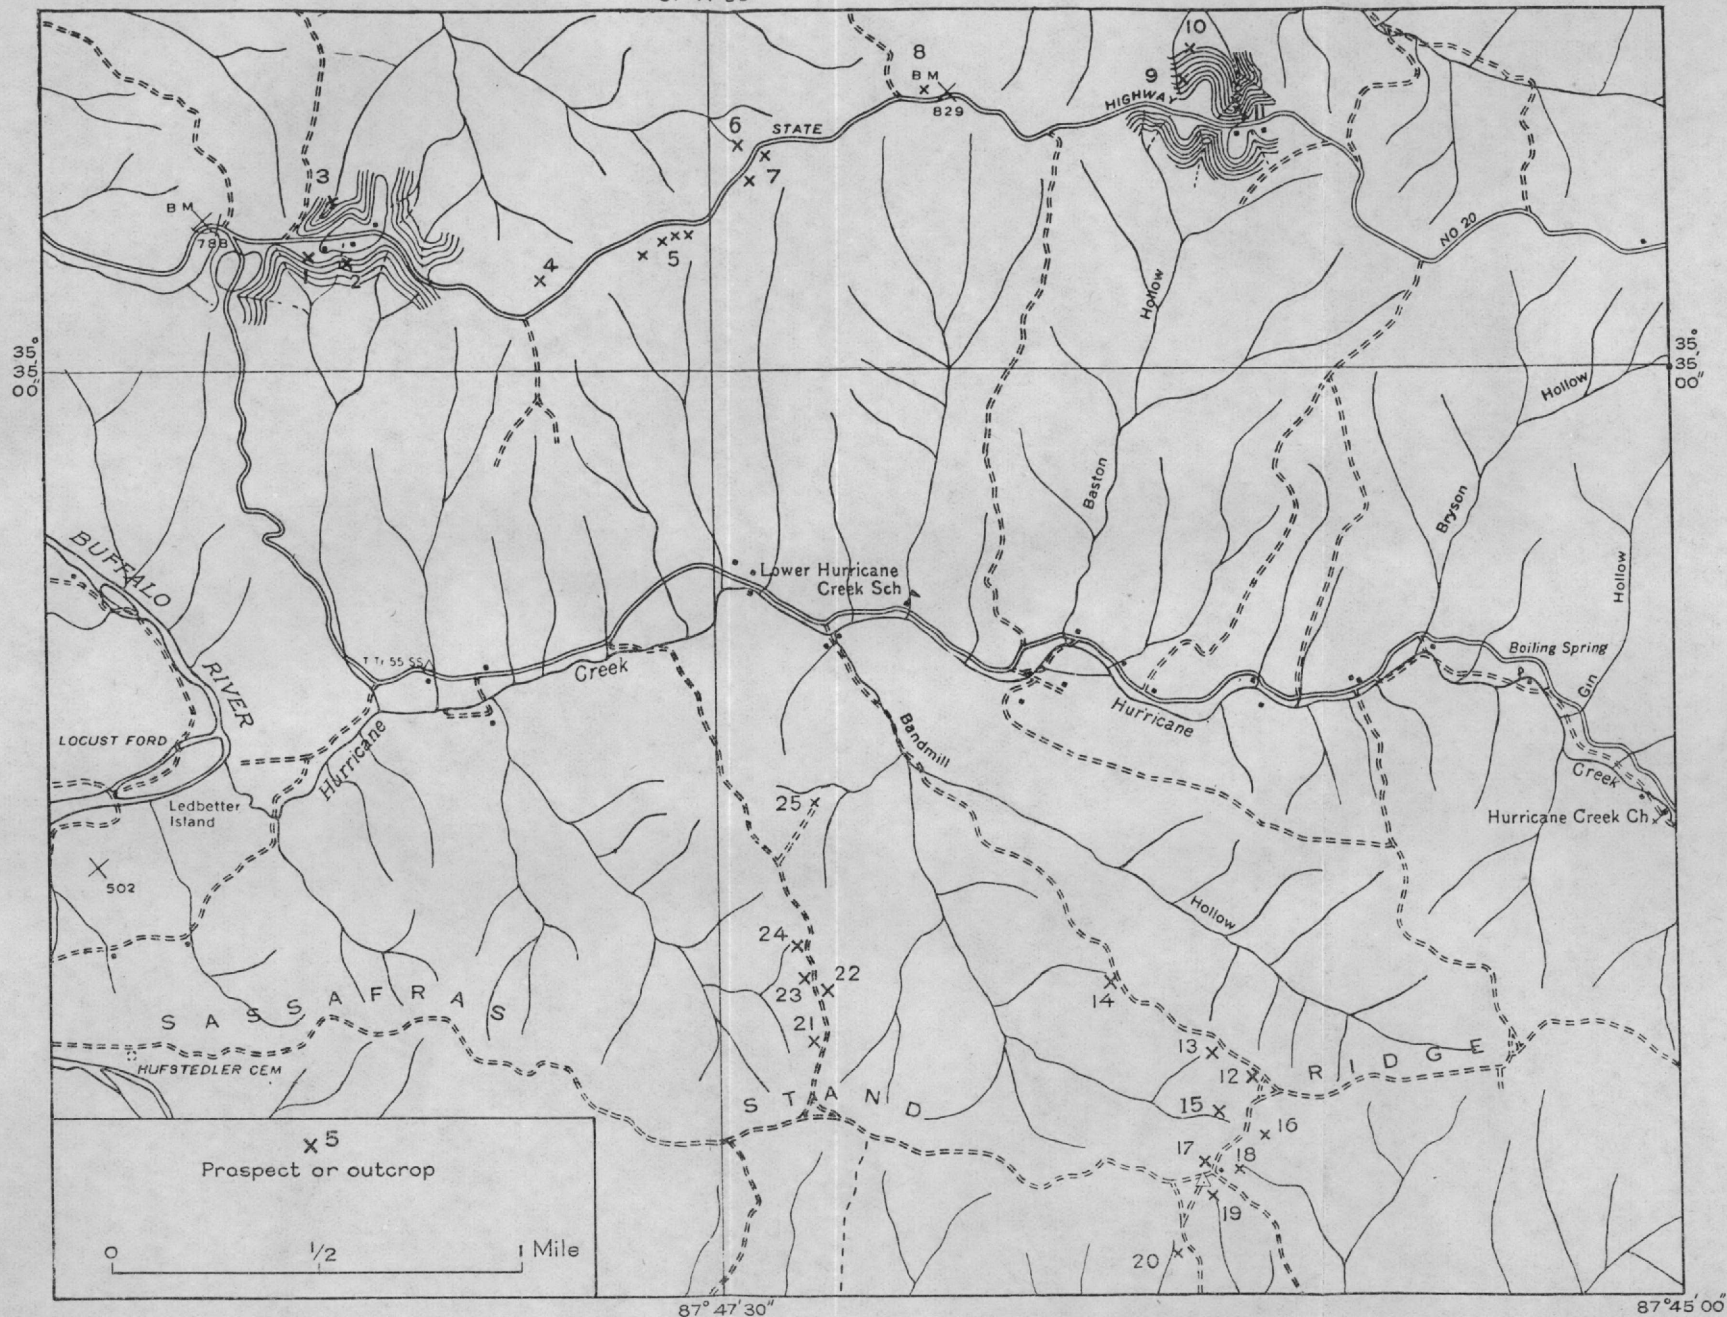 10
8
BM
829
9
HIGHWAY
6
STATE
7
3
BM
788
1
2
4
5
NO 20
Hollow
35°
35'
00"
35°
35'
00"
Hollow
Baston
Bryson
Hollow
BUFFALO
RIVER
Lower Hurricane
Creek Sch
T Tr 55 SS
Creek
Boiling Spring
Gin
Hurricane
Creek
LOCUST FORD
Hurricane
Bandmill
Ledbetter
Island
25
Hurricane Creek Ch
502
Hollow
24
23
22
14
21
SASSAFRAS
HUFSTEDLER CEM
13
12
RIDGE
STAND
15
16
17
18
19
20
5
Prospect or outcrop
0 1/2 1 Mile
87°47'30"
87°45'00"